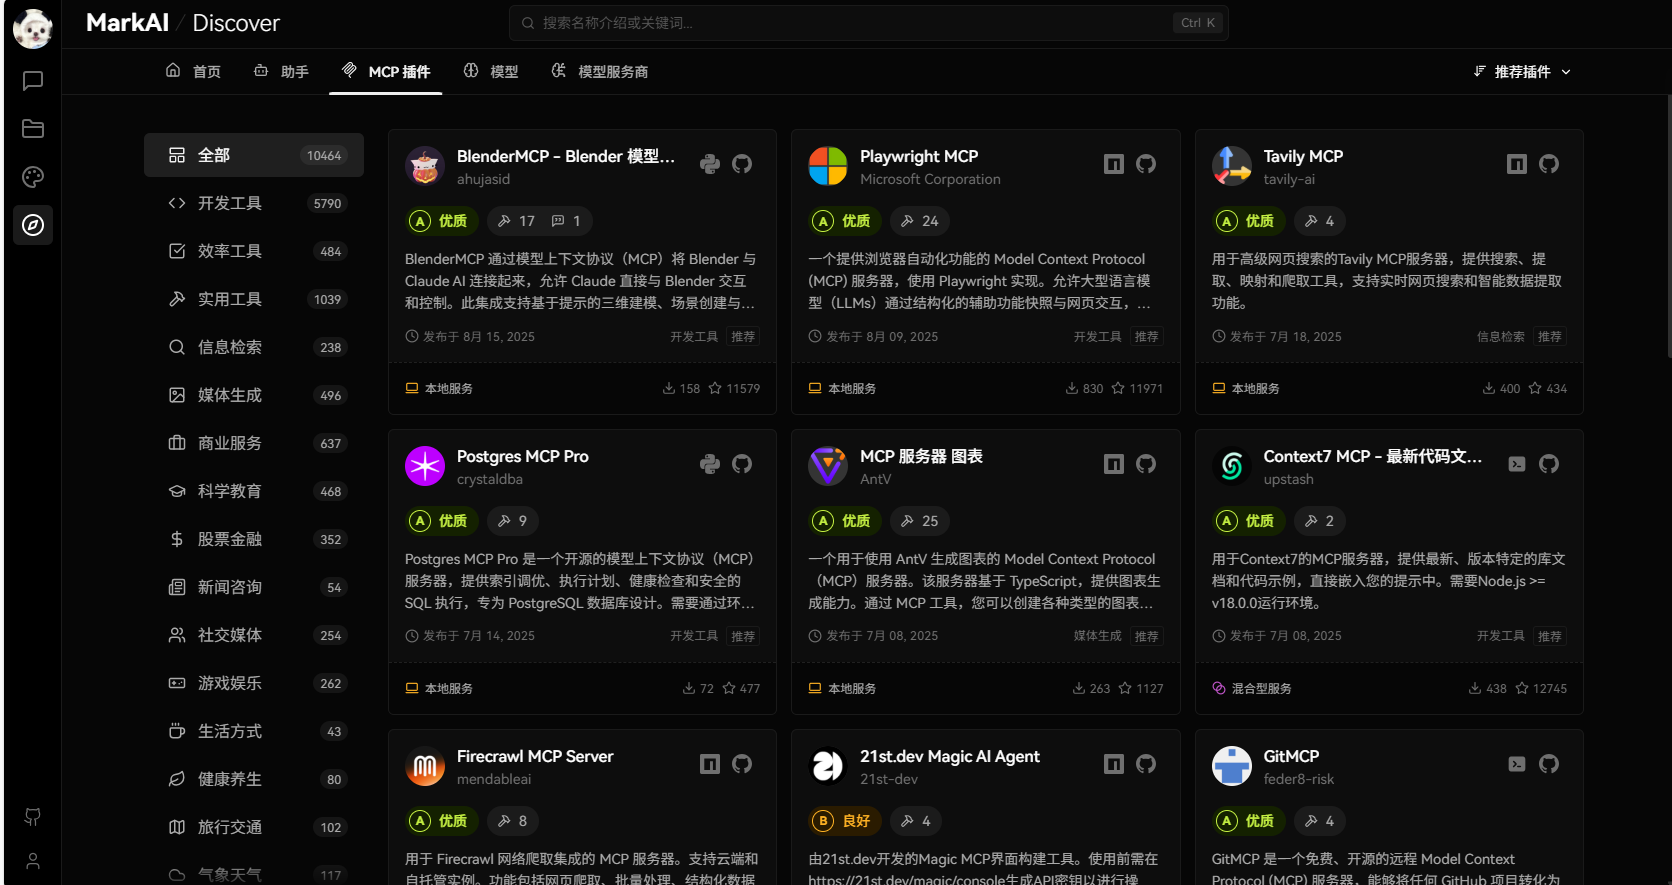 MarkAI / Discover
搜索名称介绍或关键词...
Ctrl K
首页
助手
MCP 插件
模型
模型服务商
推荐插件
全部 10464
开发工具 5790
效率工具 484
实用工具 1039
信息检索 238
媒体生成 496
商业服务 637
科学教育 468
股票金融 352
新闻咨询 54
社交媒体 254
游戏娱乐 262
生活方式 43
健康养生 80
旅行交通 102
气象天气 117
BlenderMCP - Blender 模型...
ahujasid
A 优质 17 1
BlenderMCP 通过模型上下文协议（MCP）将 Blender 与
Claude AI 连接起来，允许 Claude 直接与 Blender 交互
和控制。此集成支持基于提示的三维建模、场景创建与...
发布于 8月 15, 2025 开发工具 推荐
本地服务 158 11579
Playwright MCP
Microsoft Corporation
A 优质 24
一个提供浏览器自动化功能的 Model Context Protocol
(MCP) 服务器，使用 Playwright 实现。允许大型语言模
型（LLMs）通过结构化的辅助功能快照与网页交互，...
发布于 8月 09, 2025 开发工具 推荐
本地服务 830 11971
Tavily MCP
tavily-ai
A 优质 4
用于高级网页搜索的Tavily MCP服务器，提供搜索、提
取、映射和爬取工具，支持实时网页搜索和智能数据提取
功能。
发布于 7月 18, 2025 信息检索 推荐
本地服务 400 434
Postgres MCP Pro
crystaldba
A 优质 9
Postgres MCP Pro 是一个开源的模型上下文协议（MCP）
服务器，提供索引调优、执行计划、健康检查和安全的
SQL 执行，专为 PostgreSQL 数据库设计。需要通过环...
发布于 7月 14, 2025 开发工具 推荐
本地服务 72 477
MCP 服务器 图表
AntV
A 优质 25
一个用于使用 AntV 生成图表的 Model Context Protocol
（MCP）服务器。该服务器基于 TypeScript，提供图表生
成能力。通过 MCP 工具，您可以创建各种类型的图表...
发布于 7月 08, 2025 媒体生成 推荐
本地服务 263 1127
Context7 MCP - 最新代码文...
upstash
A 优质 2
用于Context7的MCP服务器，提供最新、版本特定的库文
档和代码示例，直接嵌入您的提示中。需要Node.js >=
v18.0.0运行环境。
发布于 7月 08, 2025 开发工具 推荐
混合型服务 438 12745
Firecrawl MCP Server
mendableai
A 优质 8
用于 Firecrawl 网络爬取集成的 MCP 服务器。支持云端和
自托管实例。功能包括网页爬取、批量处理、结构化数据
21st.dev Magic AI Agent
21st-dev
B 良好 4
由21st.dev开发的Magic MCP界面构建工具。使用前需在
https://21st.dev/magic/console生成API密钥以进行操
GitMCP
feder8-risk
A 优质 4
GitMCP 是一个免费、开源的远程 Model Context
Protocol (MCP) 服务器，能够将任何 GitHub 项目转化为